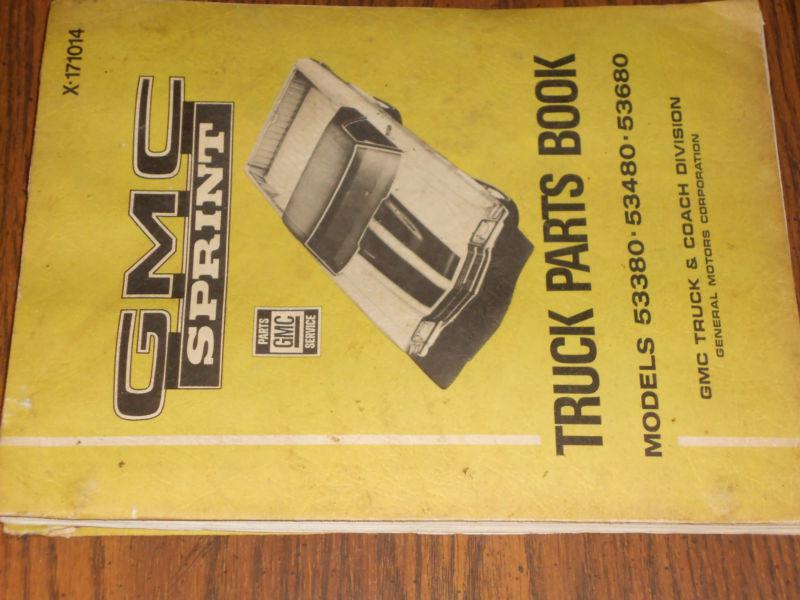 X-171014
GMC
SPRINT
PARTS
GMC
SERVICE
TRUCK PARTS BOOK
MODELS 53380·53480·53680
GMC TRUCK & COACH DIVISION
GENERAL MOTORS CORPORATION